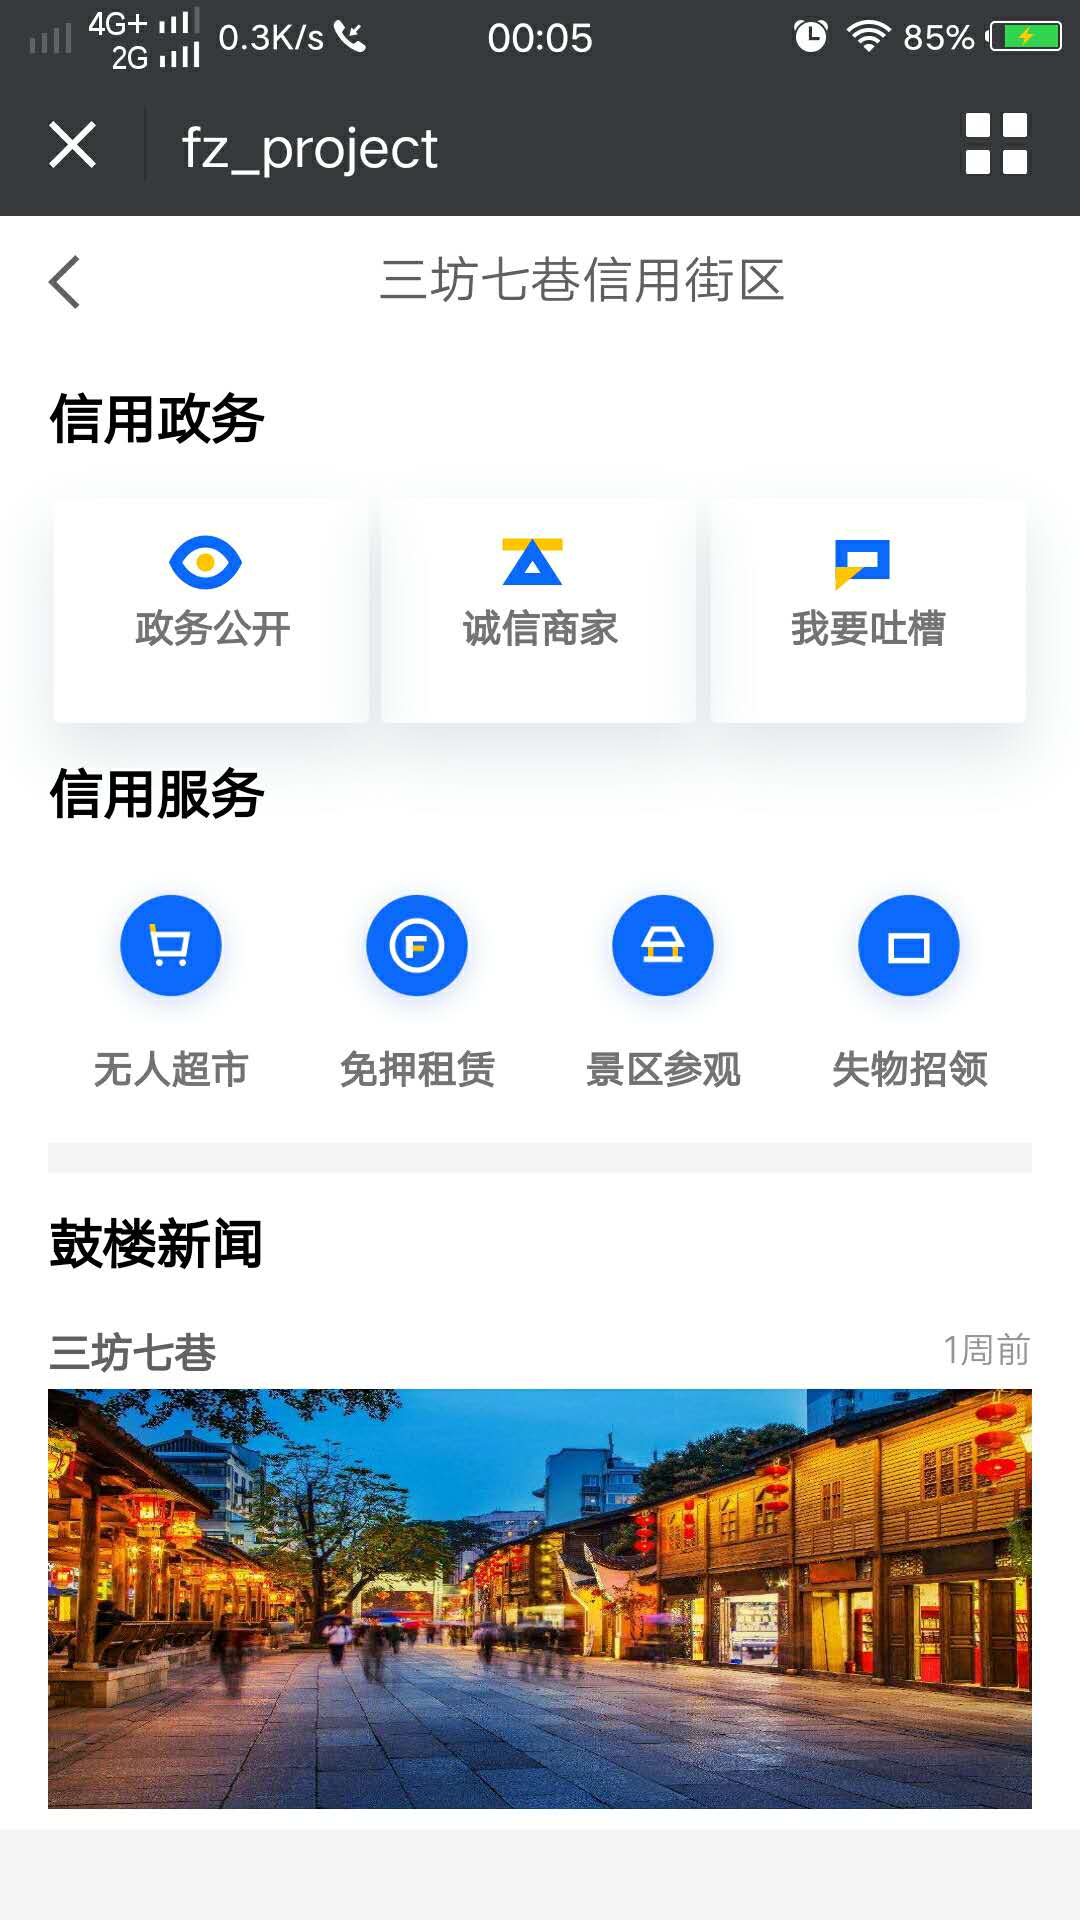 4G+
2G
0.3K/s
00:05
85%
fz_project
三坊七巷信用街区
信用政务
政务公开 诚信商家 我要吐槽
信用服务
无人超市 免押租赁 景区参观 失物招领
鼓楼新闻
三坊七巷 1周前